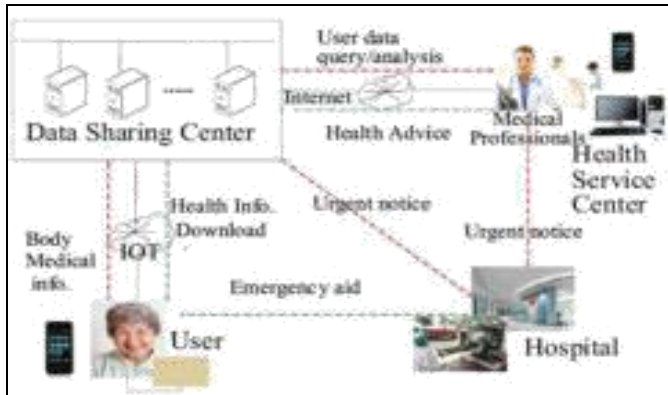 User data
query/analysis
Internet
Data Sharing Center
Health Advice
Medical
Professionals
Health
Service
Center
Health Info.
Download
Urgent notice
Urgent notice
Body
Medical
info.
IOT
Emergency aid
User
Hospital